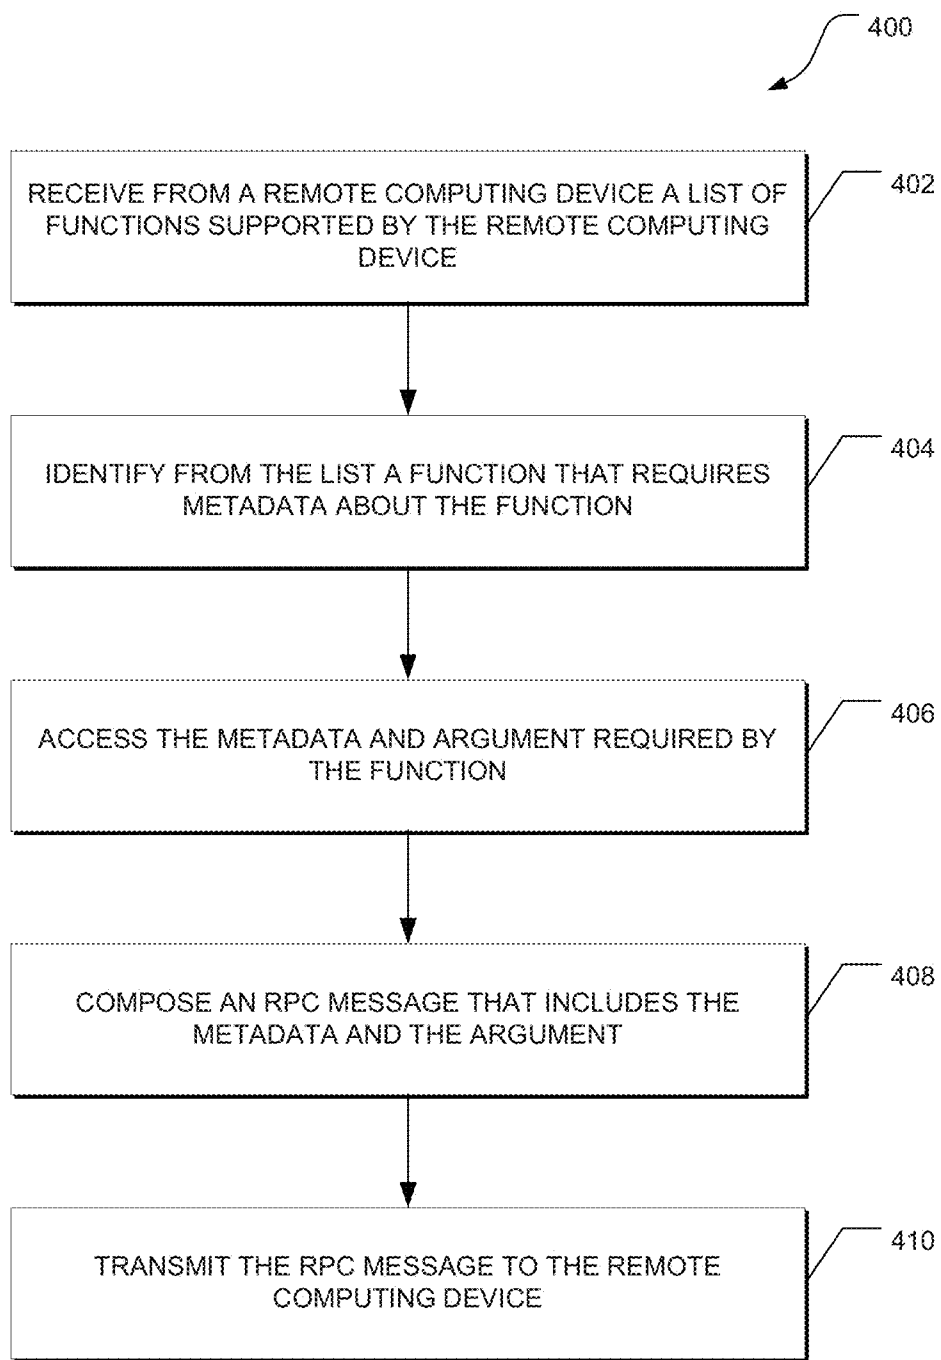 400
RECEIVE FROM A REMOTE COMPUTING DEVICE A LIST OF
FUNCTIONS SUPPORTED BY THE REMOTE COMPUTING
DEVICE
402
IDENTIFY FROM THE LIST A FUNCTION THAT REQUIRES
METADATA ABOUT THE FUNCTION
404
ACCESS THE METADATA AND ARGUMENT REQUIRED BY
THE FUNCTION
406
COMPOSE AN RPC MESSAGE THAT INCLUDES THE
METADATA AND THE ARGUMENT
408
TRANSMIT THE RPC MESSAGE TO THE REMOTE
COMPUTING DEVICE
410